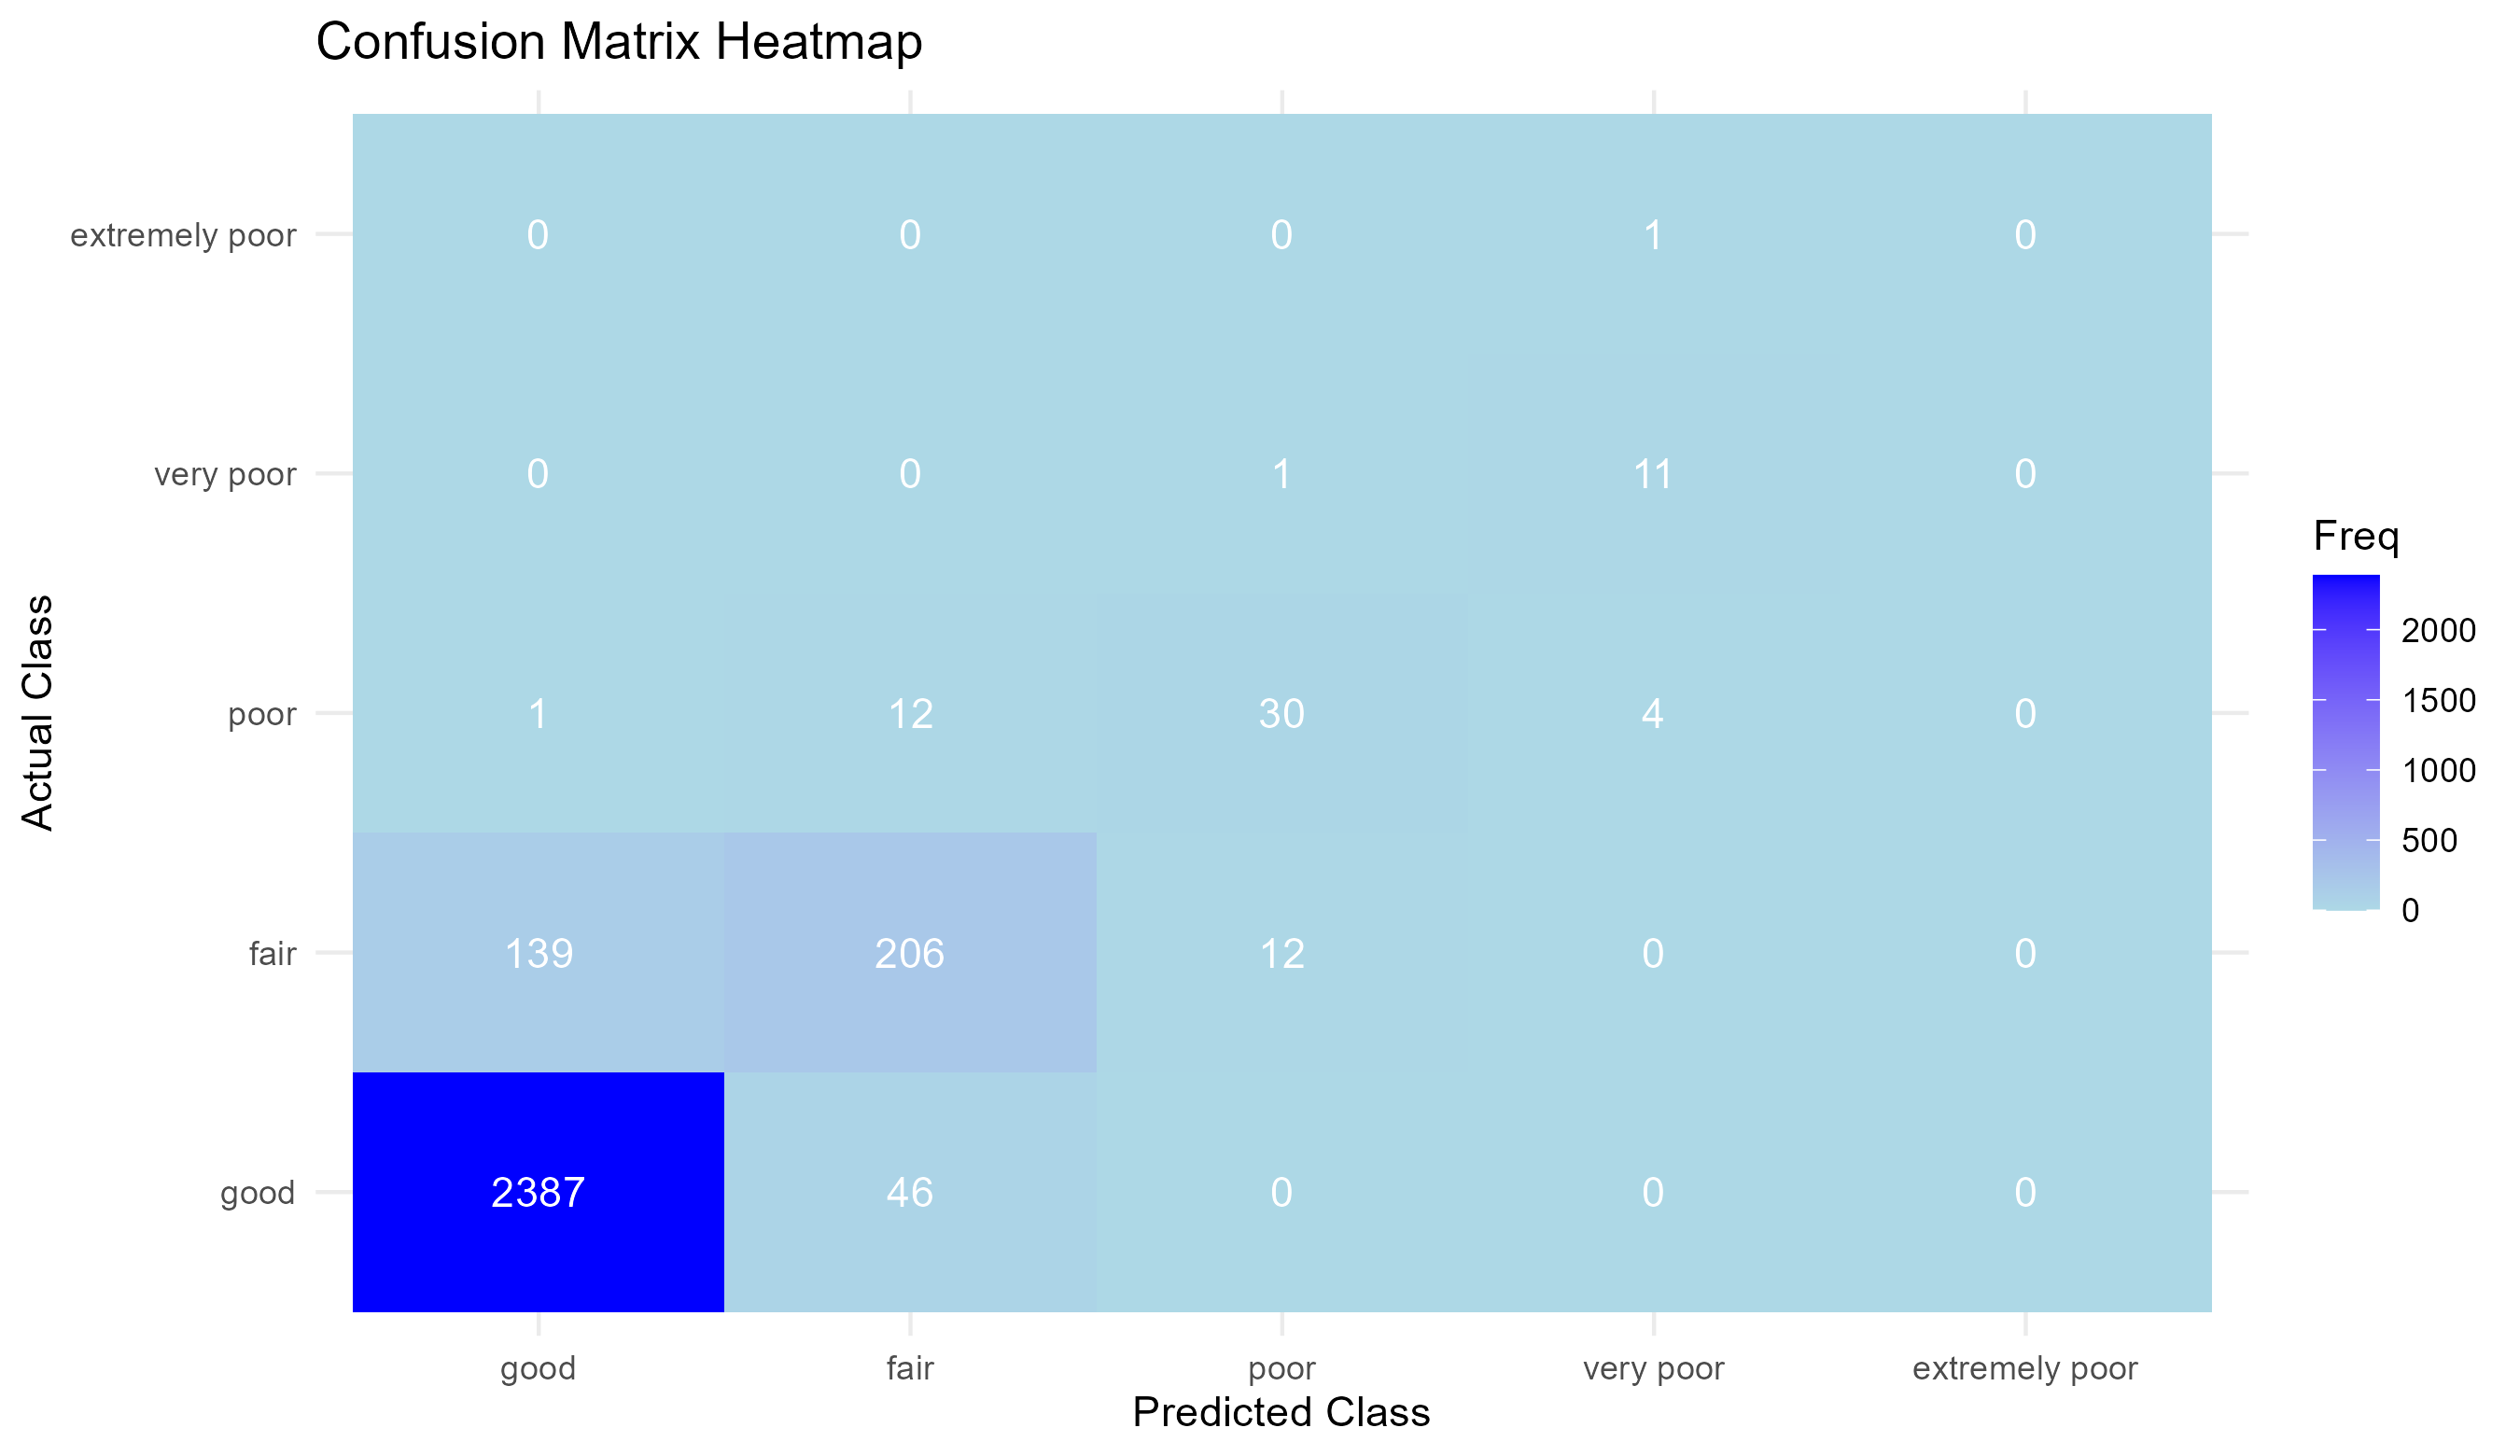 Confusion Matrix Heatmap
extremely poor 0 0 0 1 0
very poor 0 0 1 11 0
poor 1 12 30 4 0
fair 139 206 12 0 0
good 2387 46 0 0 0
good fair poor very poor extremely poor
Predicted Class
Actual Class
Freq
2000
1500
1000
500
0